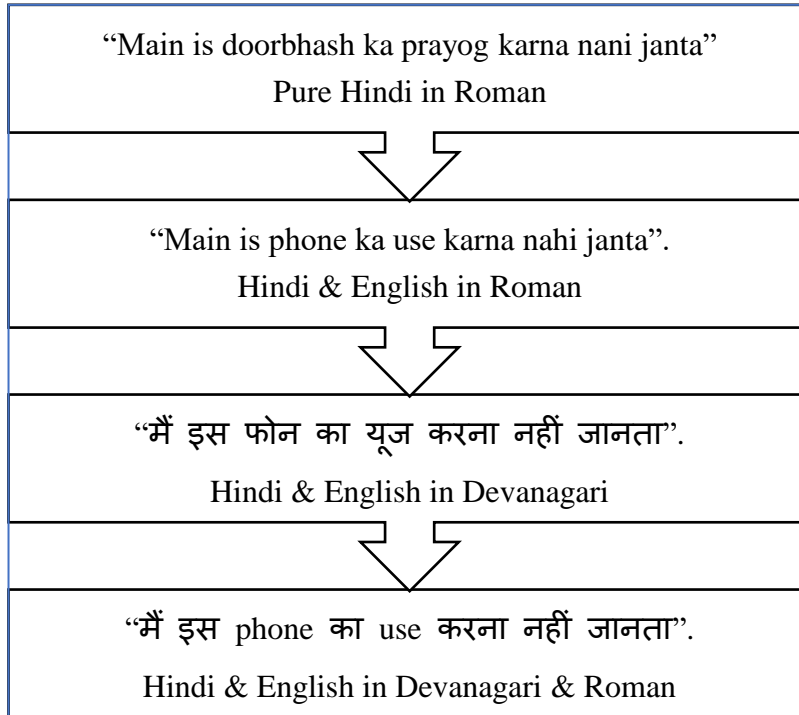 “Main is doorbhash ka prayog karna nani janta”
Pure Hindi in Roman
“Main is phone ka use karna nahi janta”.
Hindi & English in Roman
“मैं इस फोन का यूज करना नहीं जानता”.
Hindi & English in Devanagari
“मैं इस phone का use करना नहीं जानता”.
Hindi & English in Devanagari & Roman